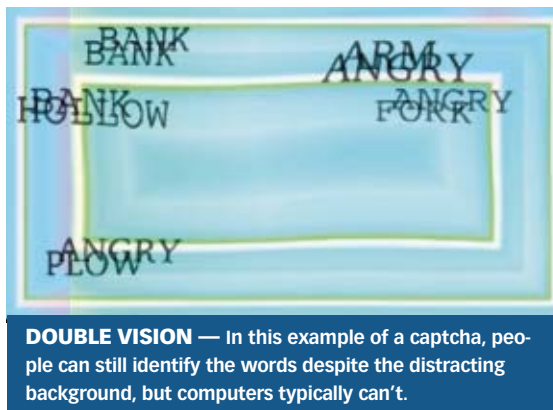 BANK
BANK
ARM
ANGRY
BANK
HOLLOW
ANGRY
FORK
ANGRY
PLOW
DOUBLE VISION — In this example of a captcha, peo-
ple can still identify the words despite the distracting
background, but computers typically can't.